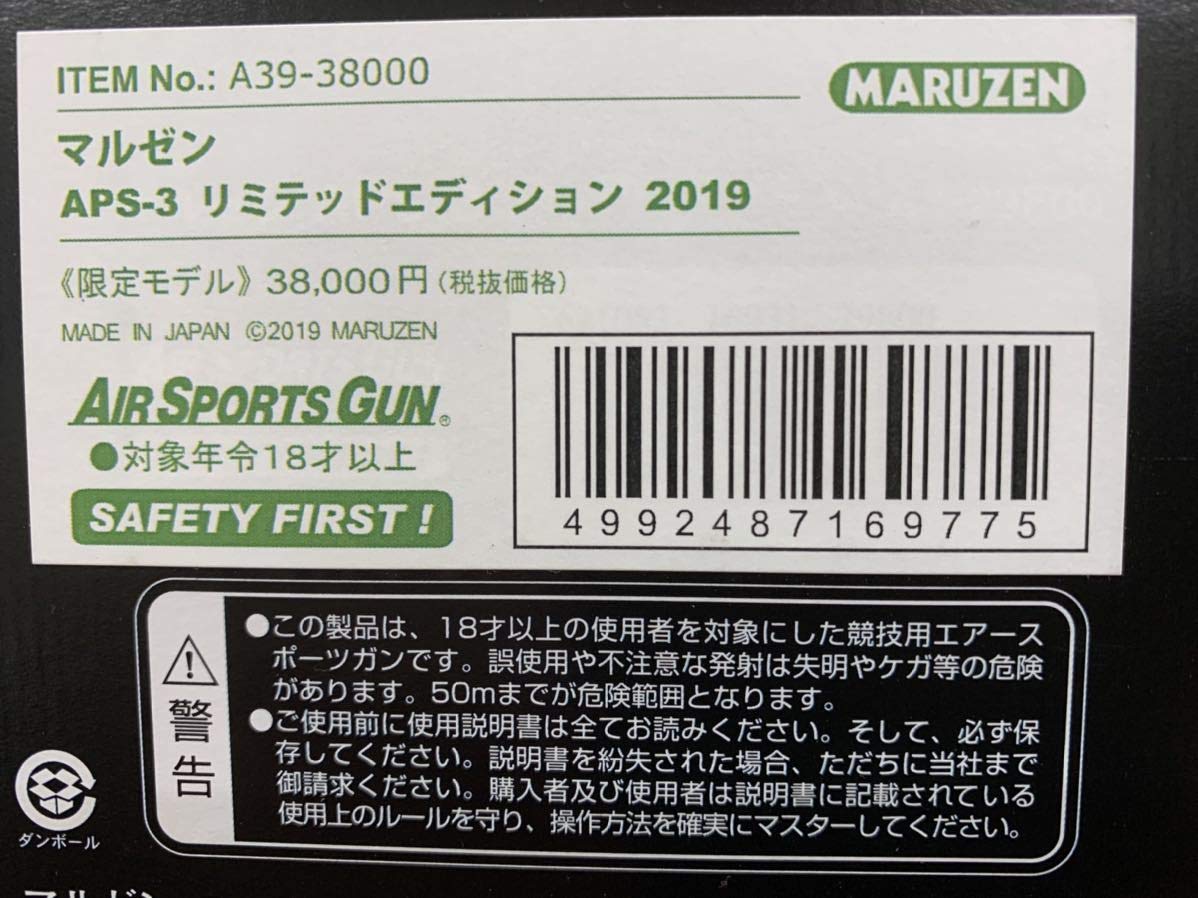 ITEM No.: A39-38000
MARUZEN
マルゼン
APS-3 リミテッドエディション 2019
《限定モデル》38,000円(税抜価格)
MADE IN JAPAN ©2019 MARUZEN
AIR SPORTS GUN®
●対象年令18才以上
SAFETY FIRST!
4992487169775
警告
●この製品は、18才以上の使用者を対象にした競技用エアース
ポーツガンです。誤使用や不注意な発射は失明やケガ等の危険
があります。50mまでが危険範囲となります。
●ご使用前に使用説明書は全てお読みください。そして、必ず保
存してください。説明書を紛失された場合、ただちに当社まで
御請求ください。購入者及び使用者は説明書に記載されている
使用上のルールを守り、操作方法を確実にマスターしてください。
ダンボール
マルゼン